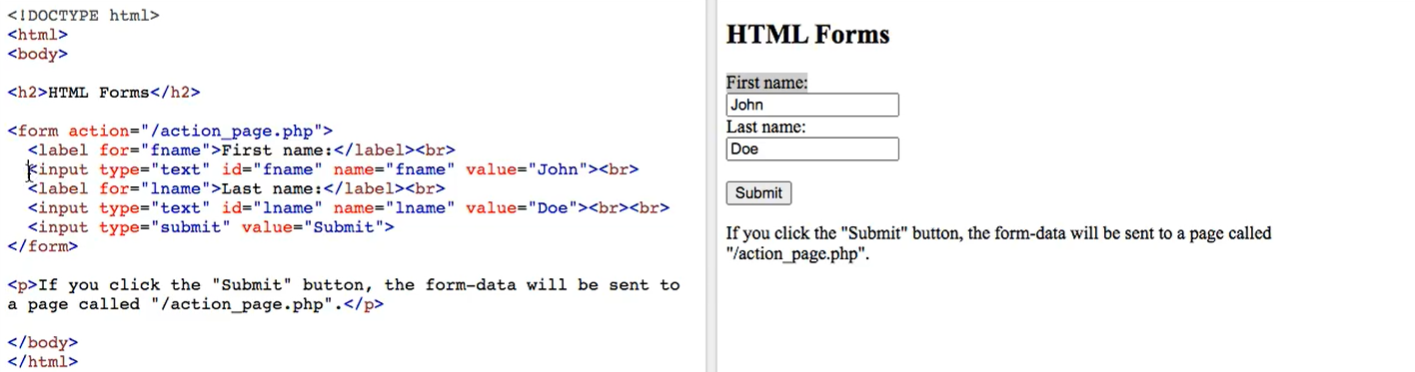 <!DOCTYPE html>
<html>
<body>
<h2>HTML Forms</h2>
<form action="/action_page.php">
<label for="fname">First name:</label><br>
<input type="text" id="fname" name="fname" value="John"><br>
<label for="lname">Last name:</label><br>
<input type="text" id="lname" name="lname" value="Doe"><br><br>
<input type="submit" value="Submit">
</form>
<p>If you click the "Submit" button, the form-data will be sent to
a page called "/action_page.php".</p>
</body>
</html>
HTML Forms
First name:
John
Last name:
Doe
Submit
If you click the "Submit" button, the form-data will be sent to a page called
"/action_page.php".